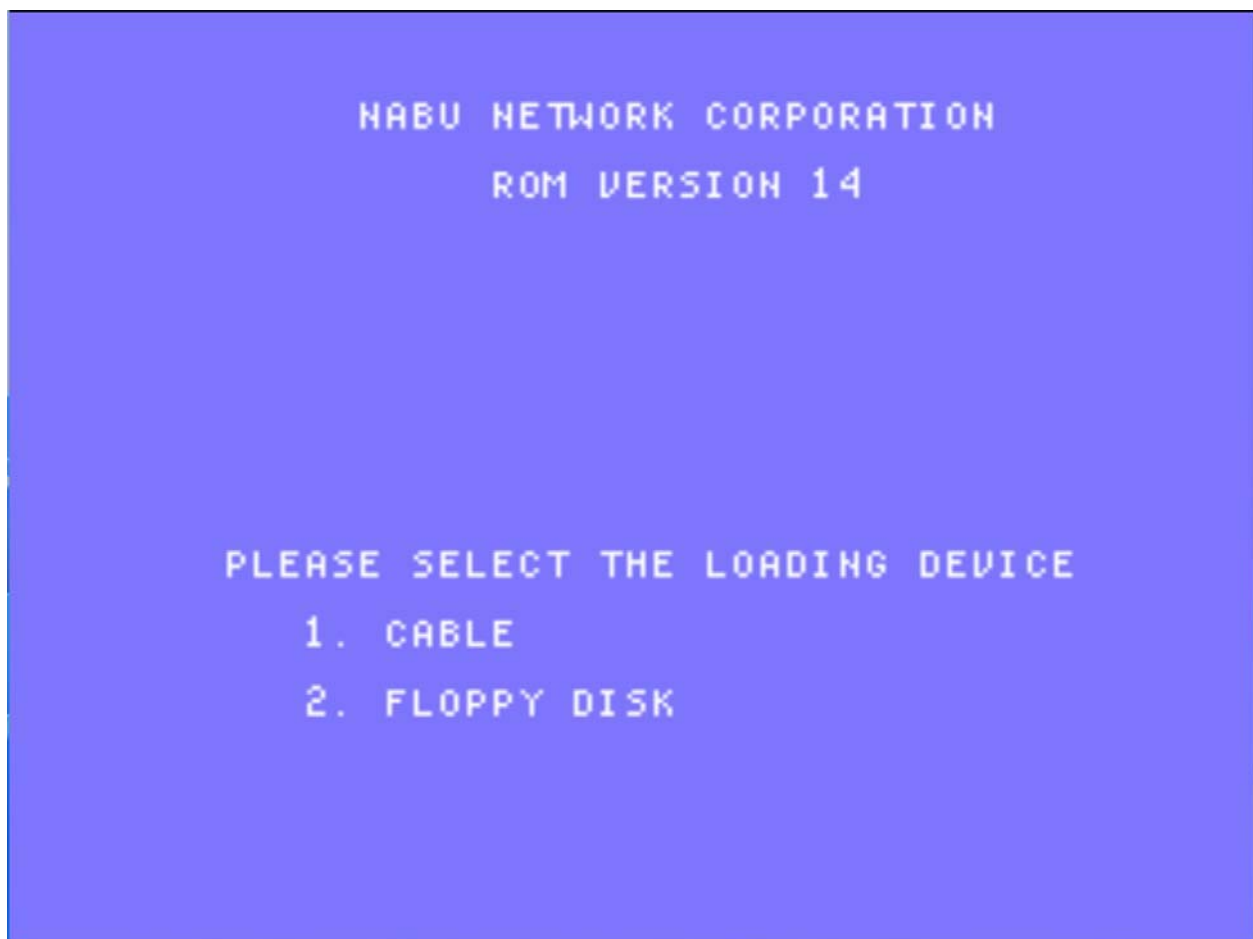 NABU NETWORK CORPORATION
ROM VERSION 14
PLEASE SELECT THE LOADING DEVICE
1. CABLE
2. FLOPPY DISK